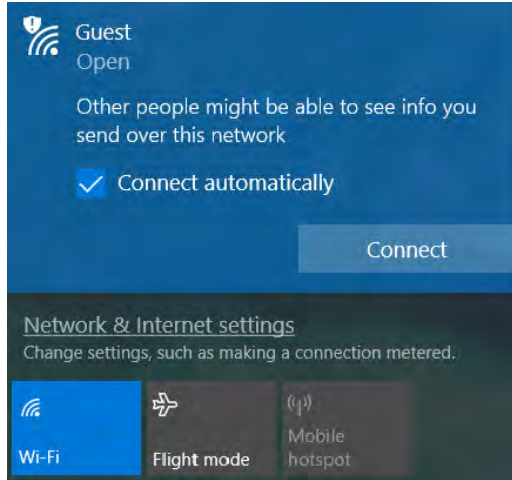 Guest
Open
Other people might be able to see info you
send over this network
Connect automatically
Connect
Network & Internet settings
Change settings, such as making a connection metered.
Wi-Fi
Flight mode
Mobile
hotspot